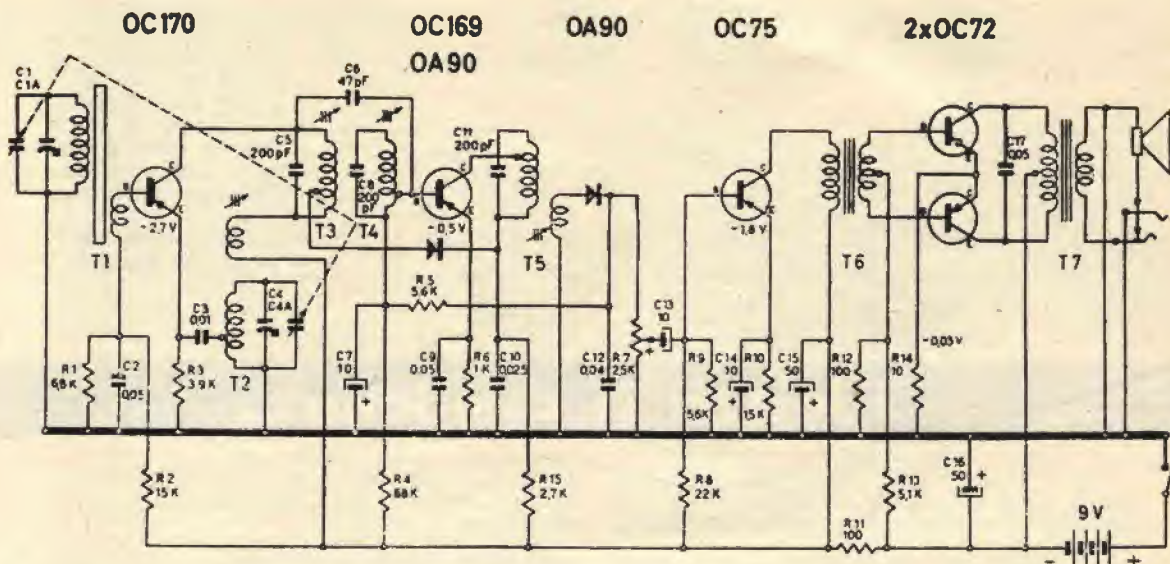 OC170
OC169
OA90
OA90
OC75
2xOC72
C1
C1A
C6
47pF
C5
200pF
C8
200
pF
C11
200pF
C17
0,05
B
C
E
-2,7V
B
C
-0,5V
B
C
-1,8V
B
C
C
T1
T3
T4
T5
T6
T7
C3
0,01
C4
C4A
T2
R1
6,8K
C2
0,05
R3
3,9K
R5
5,6K
C7
10
+
C9
0,05
R6
1K
C10
0,025
C12
0,04
R7
25K
+
C13
10
R9
5,6K
C14
10
+
R10
1,5K
C15
50
+
R12
100
R14
10
-0,03V
R2
15K
R4
68K
R15
2,7K
R8
22K
R13
5,1K
C16
50
+
R11
100
9V
-
+